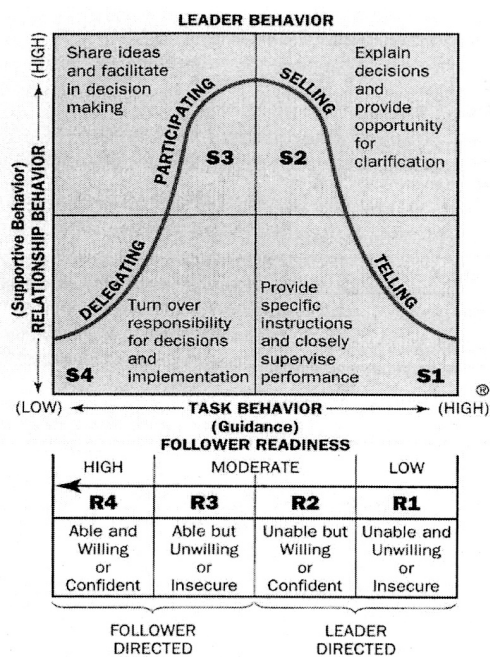 LEADER BEHAVIOR
(HIGH)
Share ideas
and facilitate
in decision
making
Explain
decisions
and
provide
opportunity
for
clarification
PARTICIPATING
SELLING
S3
S2
(Supportive Behavior)
RELATIONSHIP BEHAVIOR
DELEGATING
TELLING
Turn over
responsibility
for decisions
and
implementation
Provide
specific
instructions
and closely
supervise
performance
S4
S1
®
(LOW)
TASK BEHAVIOR
(HIGH)
(Guidance)
FOLLOWER READINESS
HIGH
MODERATE
LOW
R4
R3
R2
R1
Able and
Willing
or
Confident
Able but
Unwilling
or
Insecure
Unable but
Willing
or
Confident
Unable and
Unwilling
or
Insecure
FOLLOWER
DIRECTED
LEADER
DIRECTED